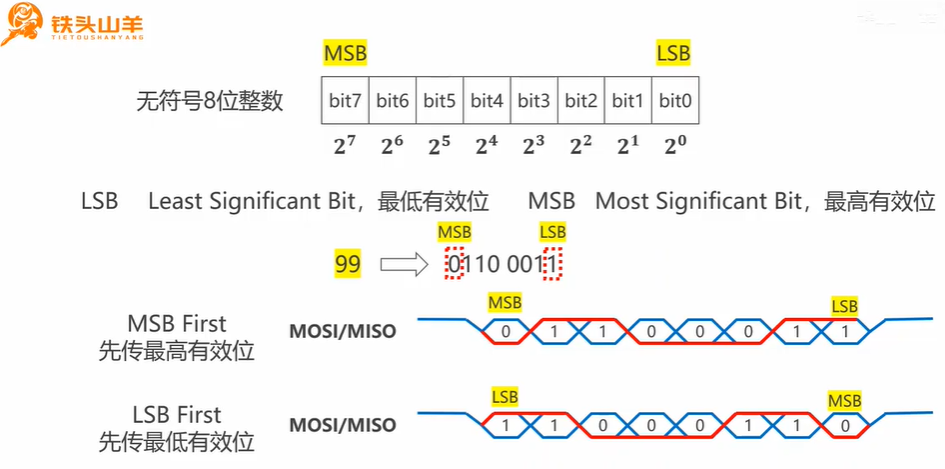 铁头山羊
TIETOUSHANYANG
MSB LSB
无符号8位整数 bit7 bit6 bit5 bit4 bit3 bit2 bit1 bit0
2⁷ 2⁶ 2⁵ 2⁴ 2³ 2² 2¹ 2⁰
LSB Least Significant Bit，最低有效位 MSB Most Significant Bit，最高有效位
MSB LSB
99 0110 0011
MSB LSB
MSB First
先传最高有效位
MOSI/MISO 0 1 1 0 0 0 1 1
LSB MSB
LSB First
先传最低有效位
MOSI/MISO 1 1 0 0 0 1 1 0